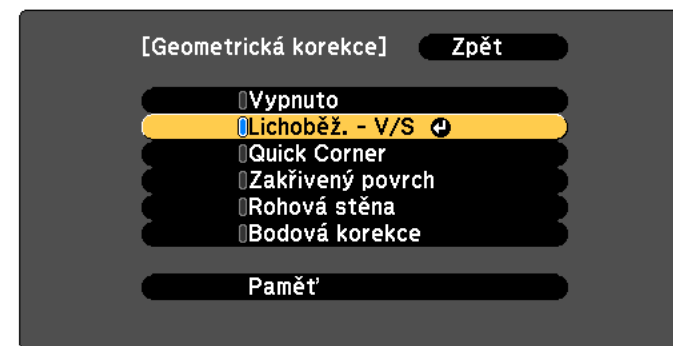 [Geometrická korekce] Zpět
Vypnuto
Lichoběž. - V/S
Quick Corner
Zakřivený povrch
Rohová stěna
Bodová korekce
Paměť